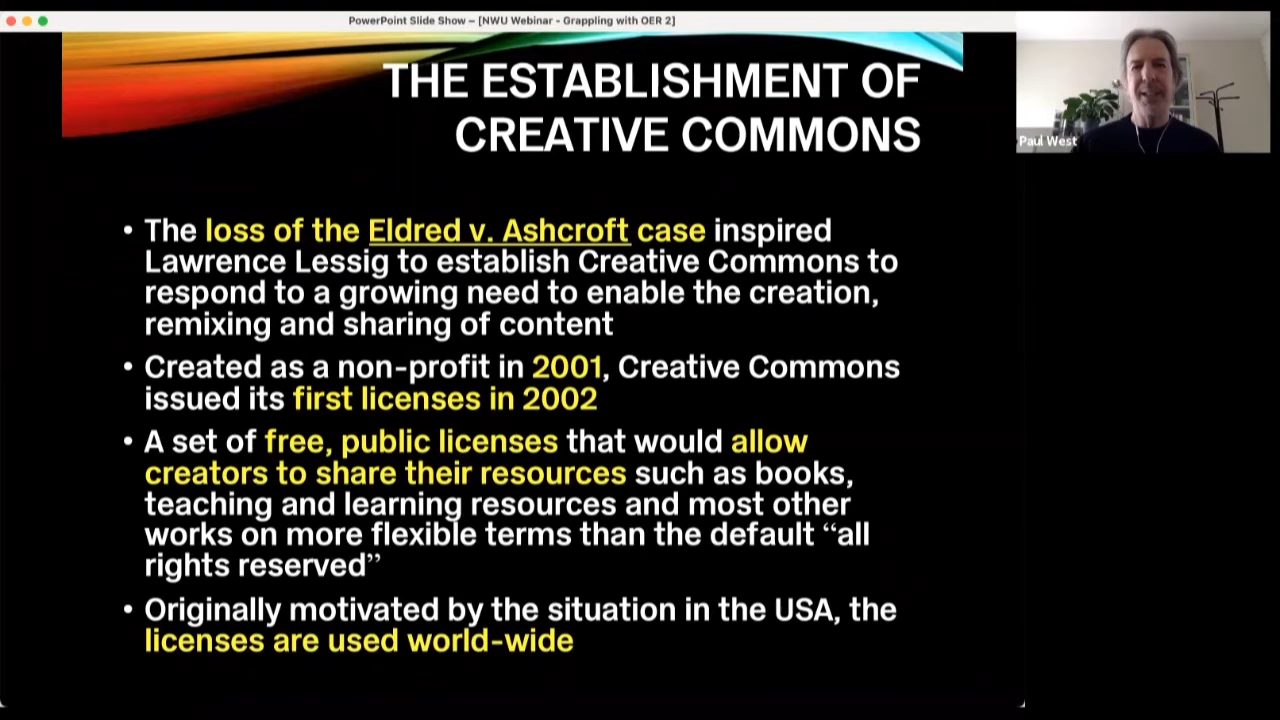 PowerPoint Slide Show – [NWU Webinar - Grappling with OER 2]
THE ESTABLISHMENT OF
CREATIVE COMMONS
Paul West
• The loss of the Eldred v. Ashcroft case inspired
Lawrence Lessig to establish Creative Commons to
respond to a growing need to enable the creation,
remixing and sharing of content
• Created as a non-profit in 2001, Creative Commons
issued its first licenses in 2002
• A set of free, public licenses that would allow
creators to share their resources such as books,
teaching and learning resources and most other
works on more flexible terms than the default “all
rights reserved”
• Originally motivated by the situation in the USA, the
licenses are used world-wide